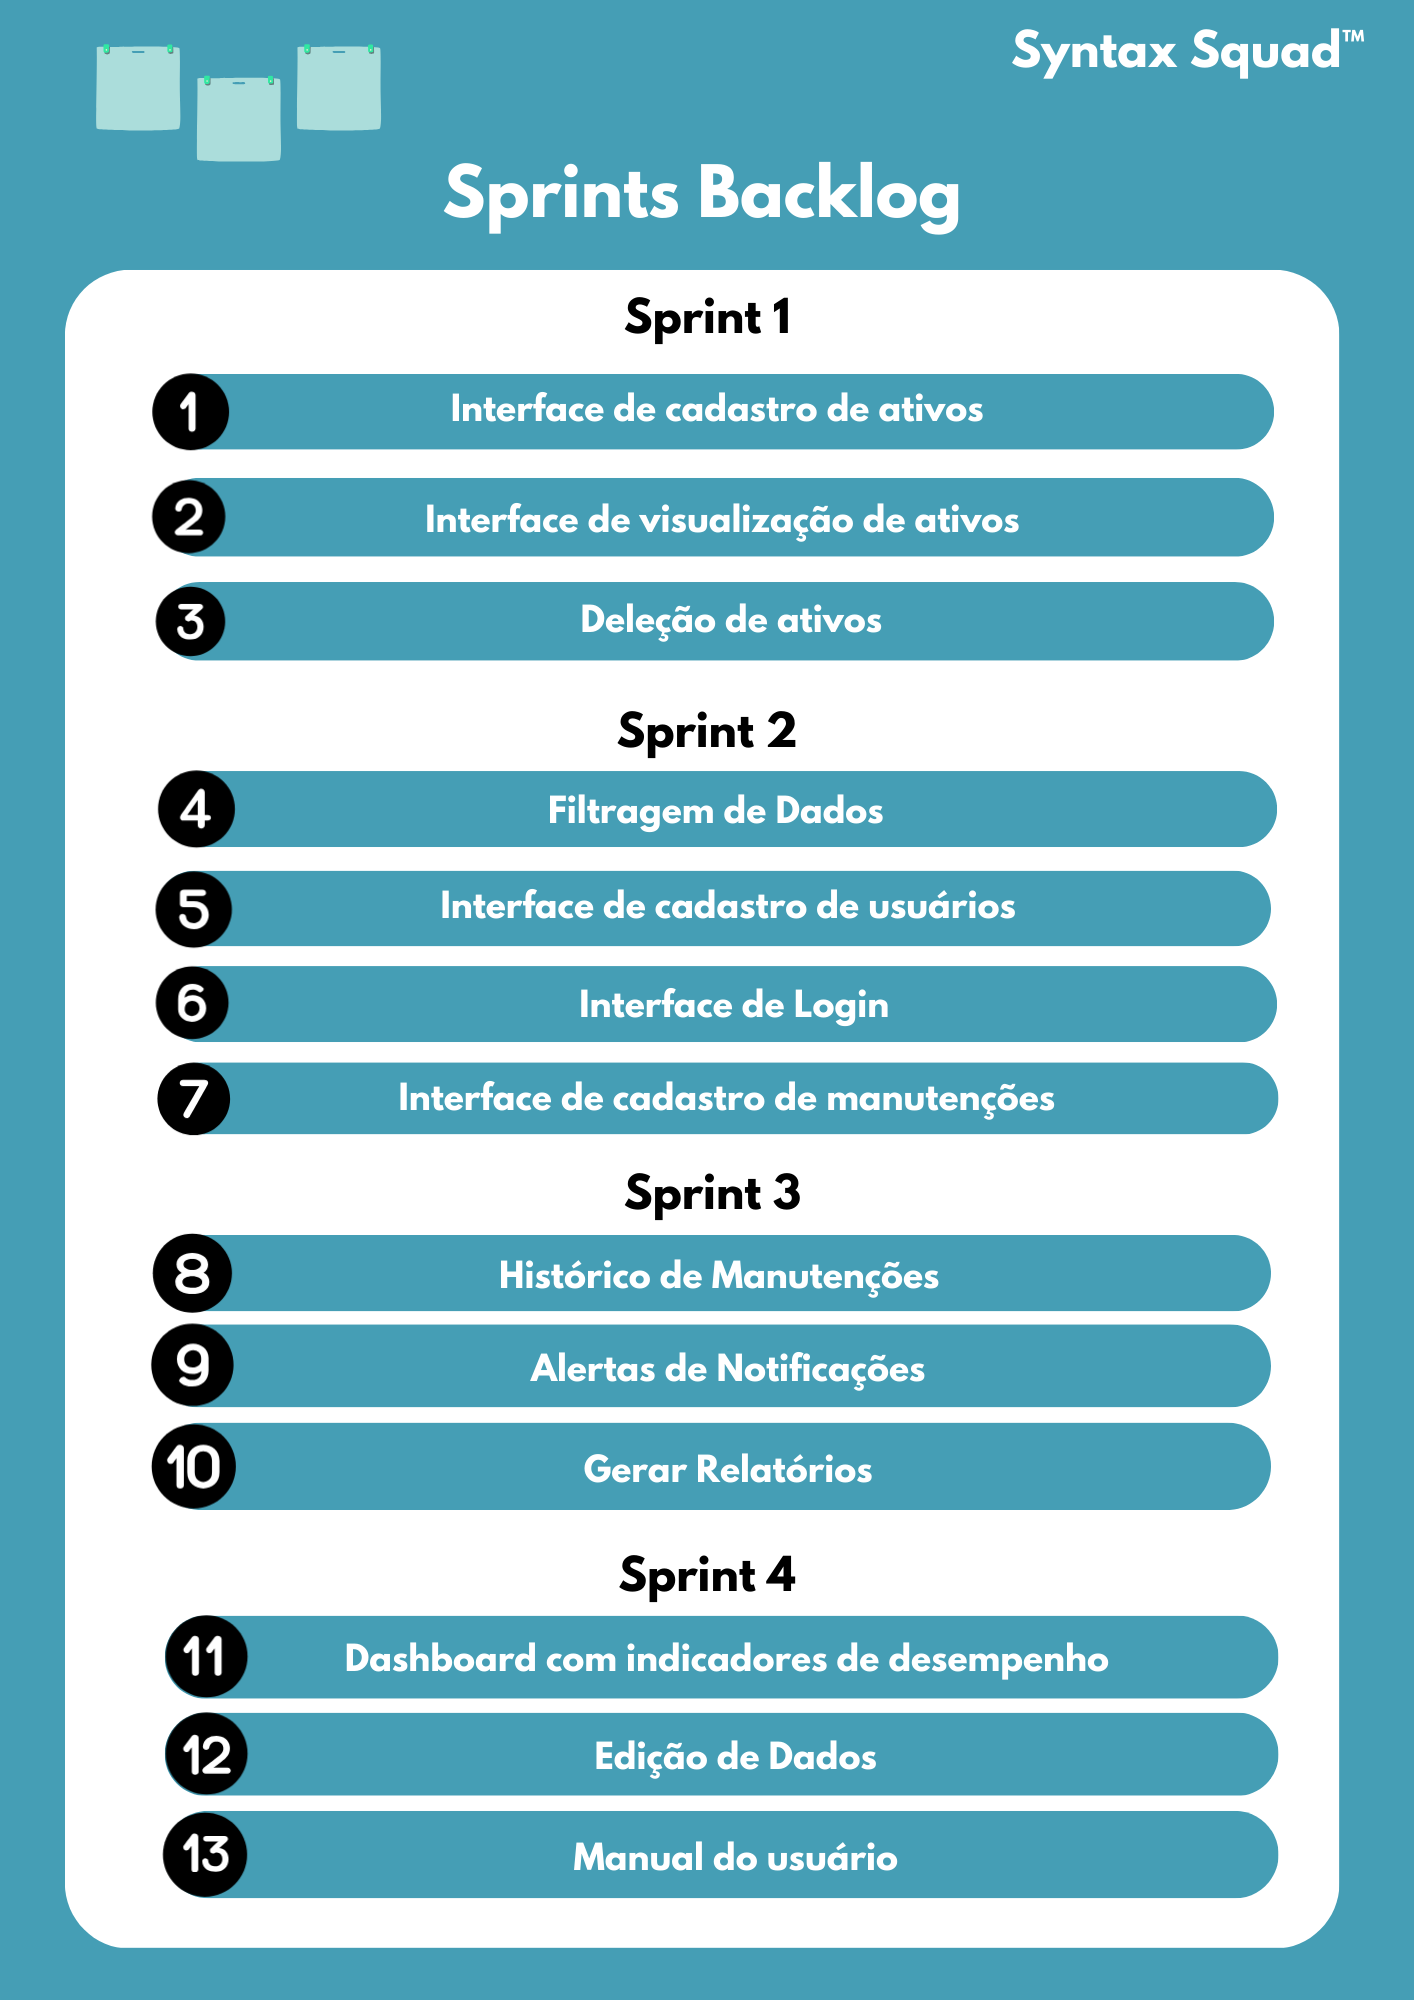 Syntax Squad™
Sprints Backlog
Sprint 1
1 Interface de cadastro de ativos
2 Interface de visualização de ativos
3 Deleção de ativos
Sprint 2
4 Filtragem de Dados
5 Interface de cadastro de usuários
6 Interface de Login
7 Interface de cadastro de manutenções
Sprint 3
8 Histórico de Manutenções
9 Alertas de Notificações
10 Gerar Relatórios
Sprint 4
11 Dashboard com indicadores de desempenho
12 Edição de Dados
13 Manual do usuário